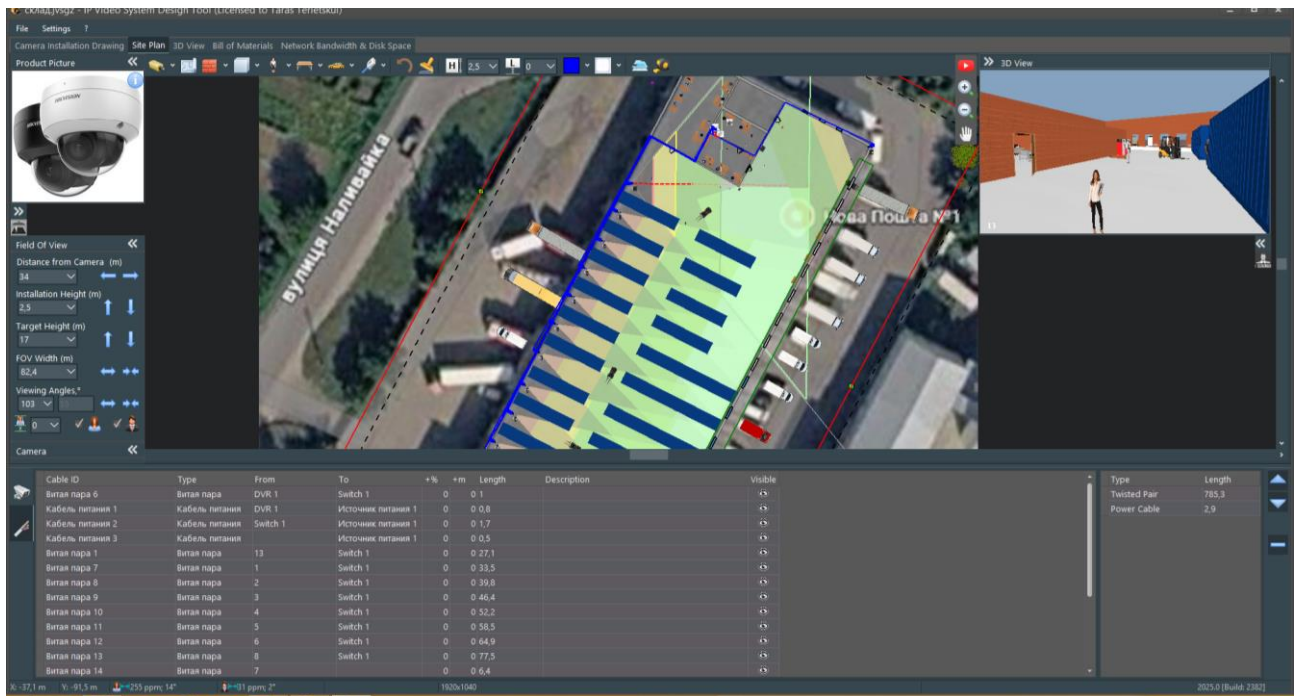 склад.jvsgz - IP Video System Design Tool (Licensed to Taras Terletskui)
File Settings ?
Camera Installation Drawing Site Plan 3D View Bill of Materials Network Bandwidth & Disk Space
Product Picture
H 2,5 L 0
3D View
HIKVISION
вулиця Наливайка
Нова Пошта №1
11
Field Of View
Distance from Camera (m)
34
Installation Height (m)
2,5
Target Height (m)
17
FOV Width (m)
82,4
Viewing Angles,°
103
0
Camera
Cable ID Type From To +% +m Length Description Visible
Витая пара 6 Витая пара DVR 1 Switch 1 0 0 1
Кабель питания 1 Кабель питания DVR 1 Источник питания 1 0 0 0,8
Кабель питания 2 Кабель питания Switch 1 Источник питания 1 0 0 1,7
Кабель питания 3 Кабель питания Источник питания 1 0 0 0,5
Витая пара 1 Витая пара 13 Switch 1 0 0 27,1
Витая пара 7 Витая пара 1 Switch 1 0 0 33,5
Витая пара 8 Витая пара 2 Switch 1 0 0 39,8
Витая пара 9 Витая пара 3 Switch 1 0 0 46,4
Витая пара 10 Витая пара 4 Switch 1 0 0 52,2
Витая пара 11 Витая пара 5 Switch 1 0 0 58,5
Витая пара 12 Витая пара 6 Switch 1 0 0 64,9
Витая пара 13 Витая пара 8 Switch 1 0 0 77,5
Витая пара 14 Витая пара 7 0 0 6,4
Type Length
Twisted Pair 785,3
Power Cable 2,9
X: -37,1 m Y: -91,5 m 255 ppm; 14° 31 ppm; 2° 1920x1040 2025.0 [Build: 2382]